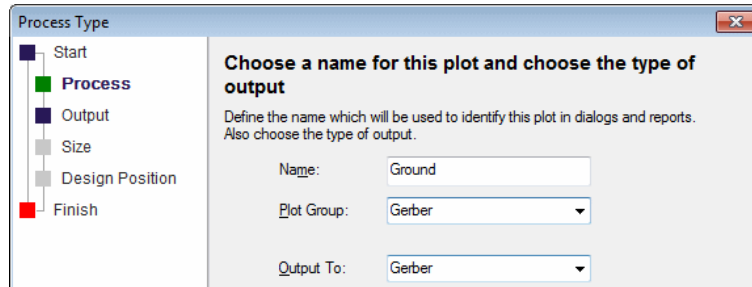 Process Type
Start
Process
Output
Size
Design Position
Finish
Choose a name for this plot and choose the type of
output
Define the name which will be used to identify this plot in dialogs and reports.
Also choose the type of output.
Name: Ground
Plot Group: Gerber
Output To: Gerber